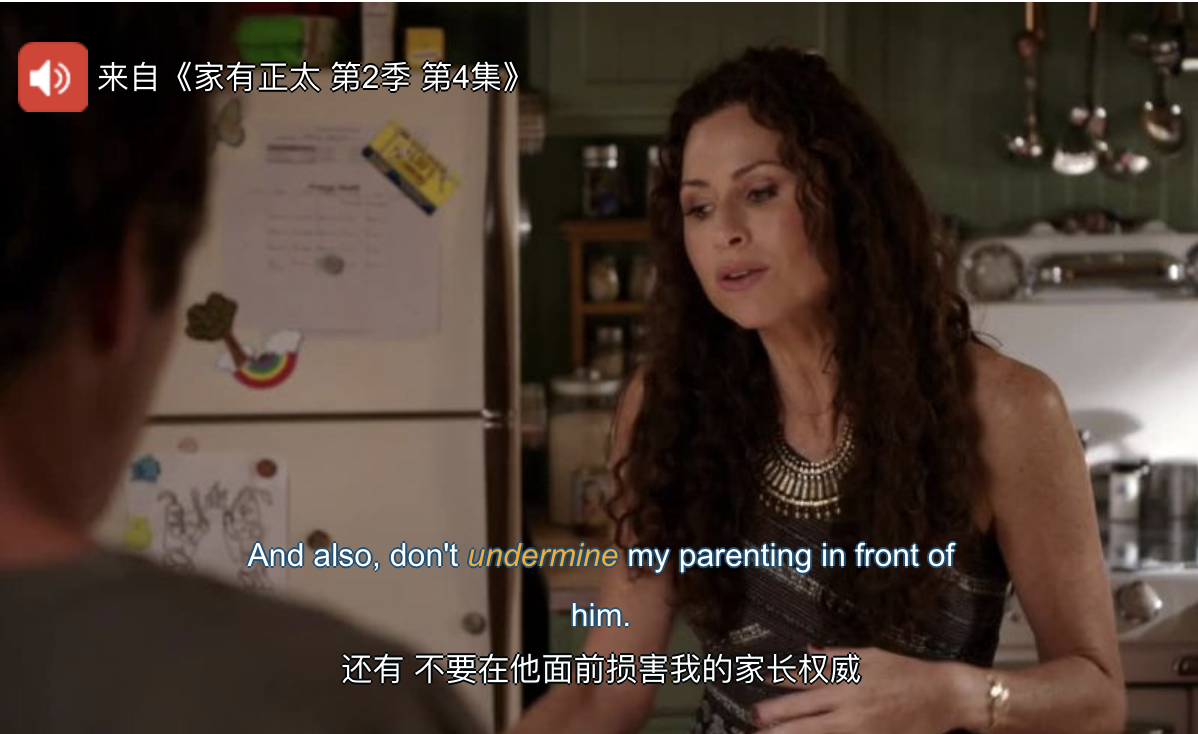 来自《家有正太 第2季 第4集》
And also, don't undermine my parenting in front of
him.
还有 不要在他面前损害我的家长权威